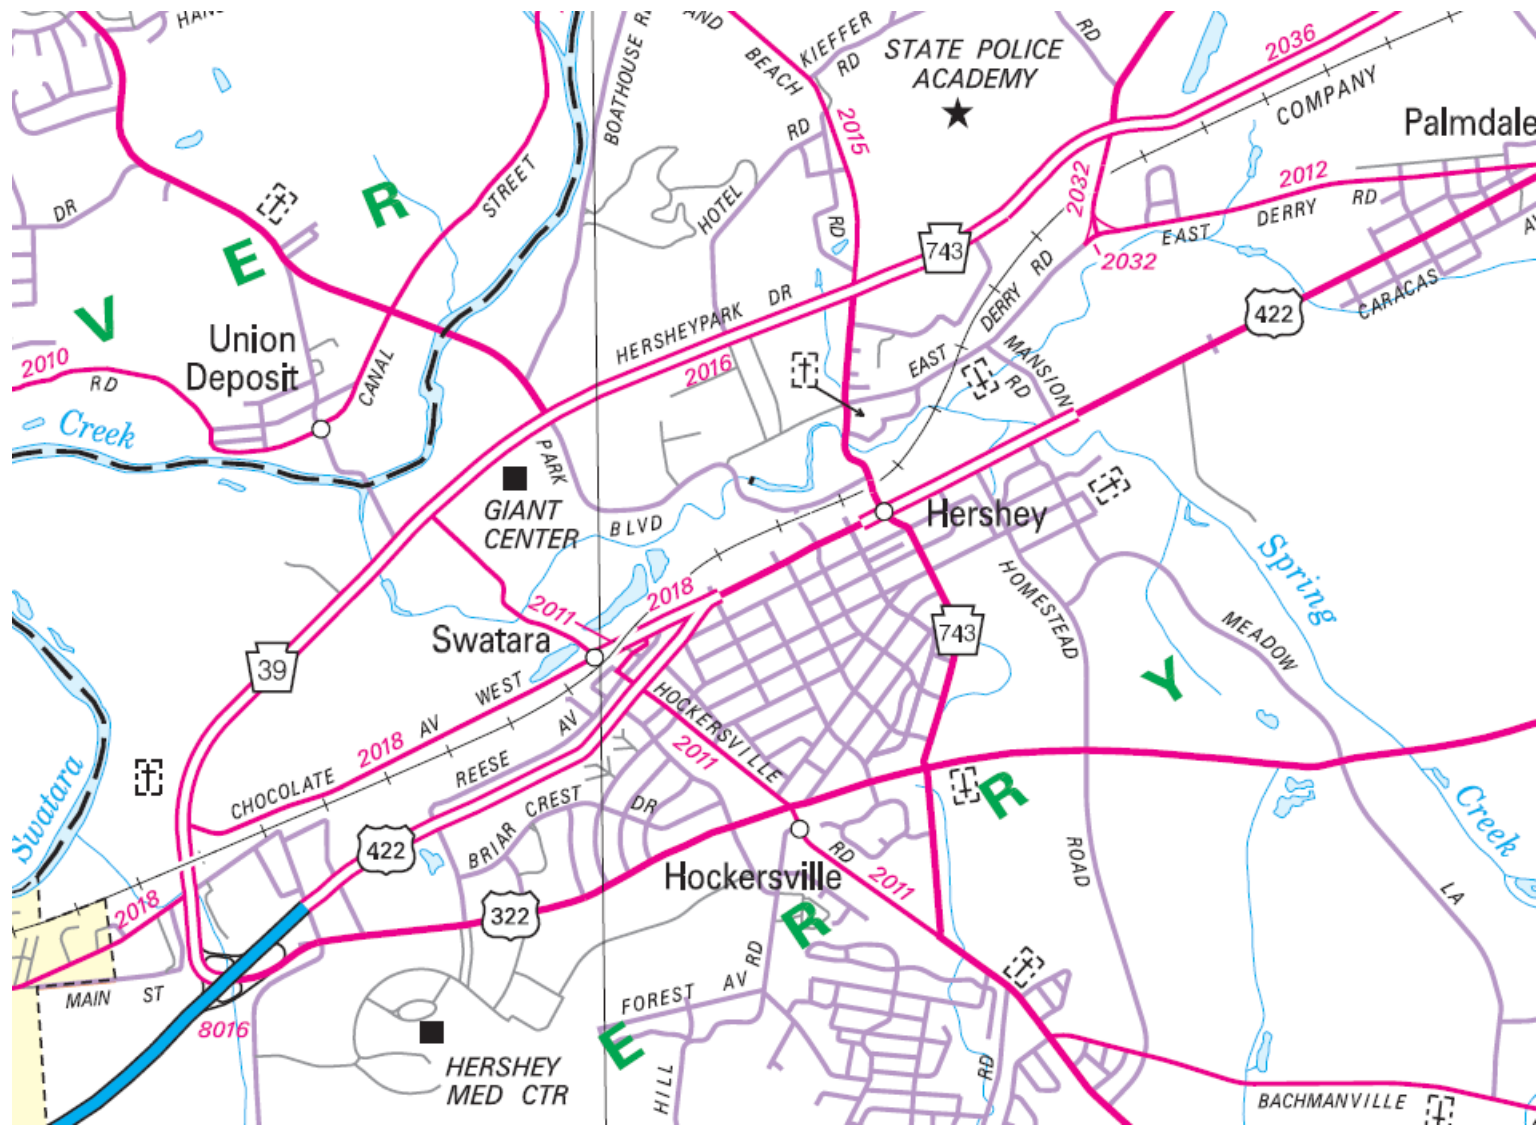 BOATHOUSE
BEACH
KIEFFER
RD
STATE POLICE
ACADEMY
RD
2036
COMPANY
Palmdale
2015
RD
HOTEL
RD
2032
2012
DERRY
RD
EAST
2032
CARACAS
DR
E
R
STREET
V
743
422
HERSHEYPARK
DR
2016
DERRY
RD
EAST
MANSION
RD
Union
Deposit
2010
RD
CANAL
Creek
PARK
BLVD
GIANT
CENTER
Hershey
Spring
2011
2018
HOMESTEAD
MEADOW
Swatara
743
39
WEST
AV
2018
CHOCOLATE
HOCKERSVILLE
2011
Y
REESE
AV
Swatara
BRIAR
CREST
DR
422
R
Creek
RD
2011
ROAD
LA
Hockersville
322
R
2018
MAIN
ST
8016
FOREST
AV
RD
E
HILL
RD
HERSHEY
MED CTR
BACHMANVILLE